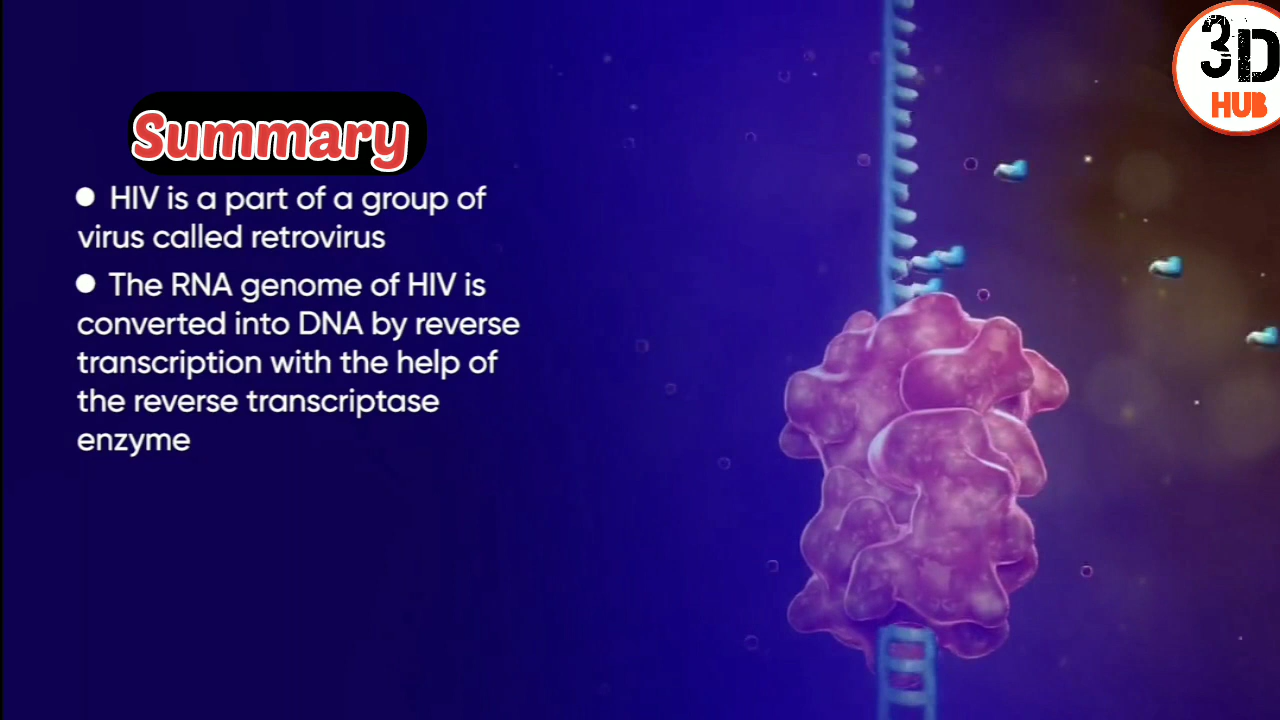 3D
HUB
Summary
● HIV is a part of a group of
virus called retrovirus
● The RNA genome of HIV is
converted into DNA by reverse
transcription with the help of
the reverse transcriptase
enzyme